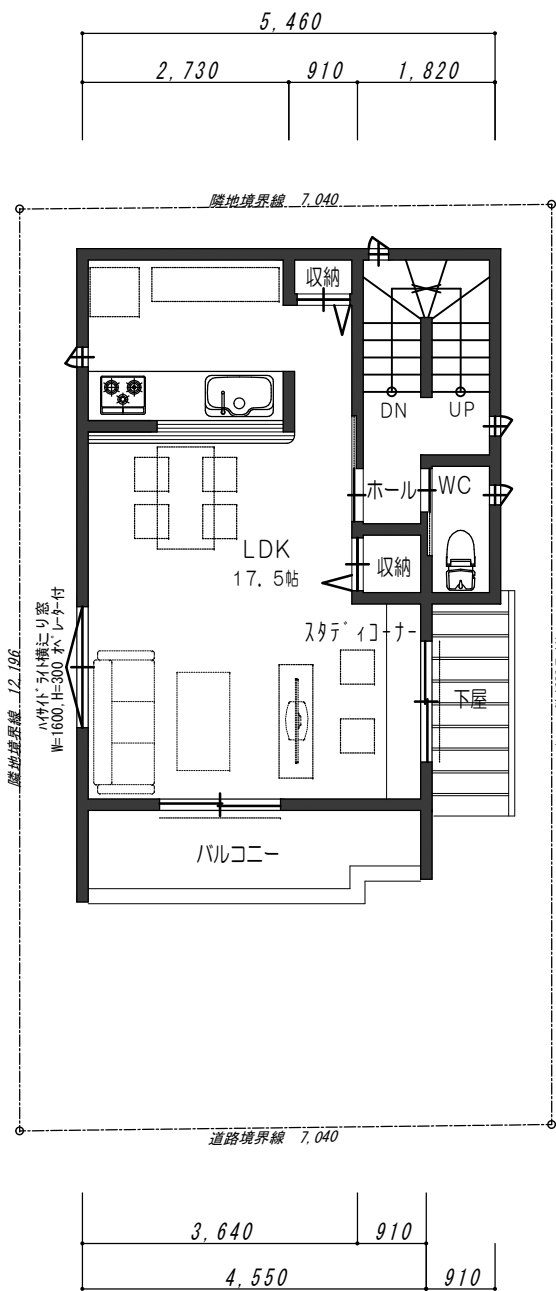 5,460
2,730
910
1,820
隣地境界線 7.040
収納
DN
UP
ホール
WC
LDK
17.5帖
収納
スタディコーナー
ハイサイドライト横辷り窓
W=1600,H=300 オペレーター付
隣地境界線 12.196
下屋
バルコニー
道路境界線 7.040
3,640
910
4,550
910